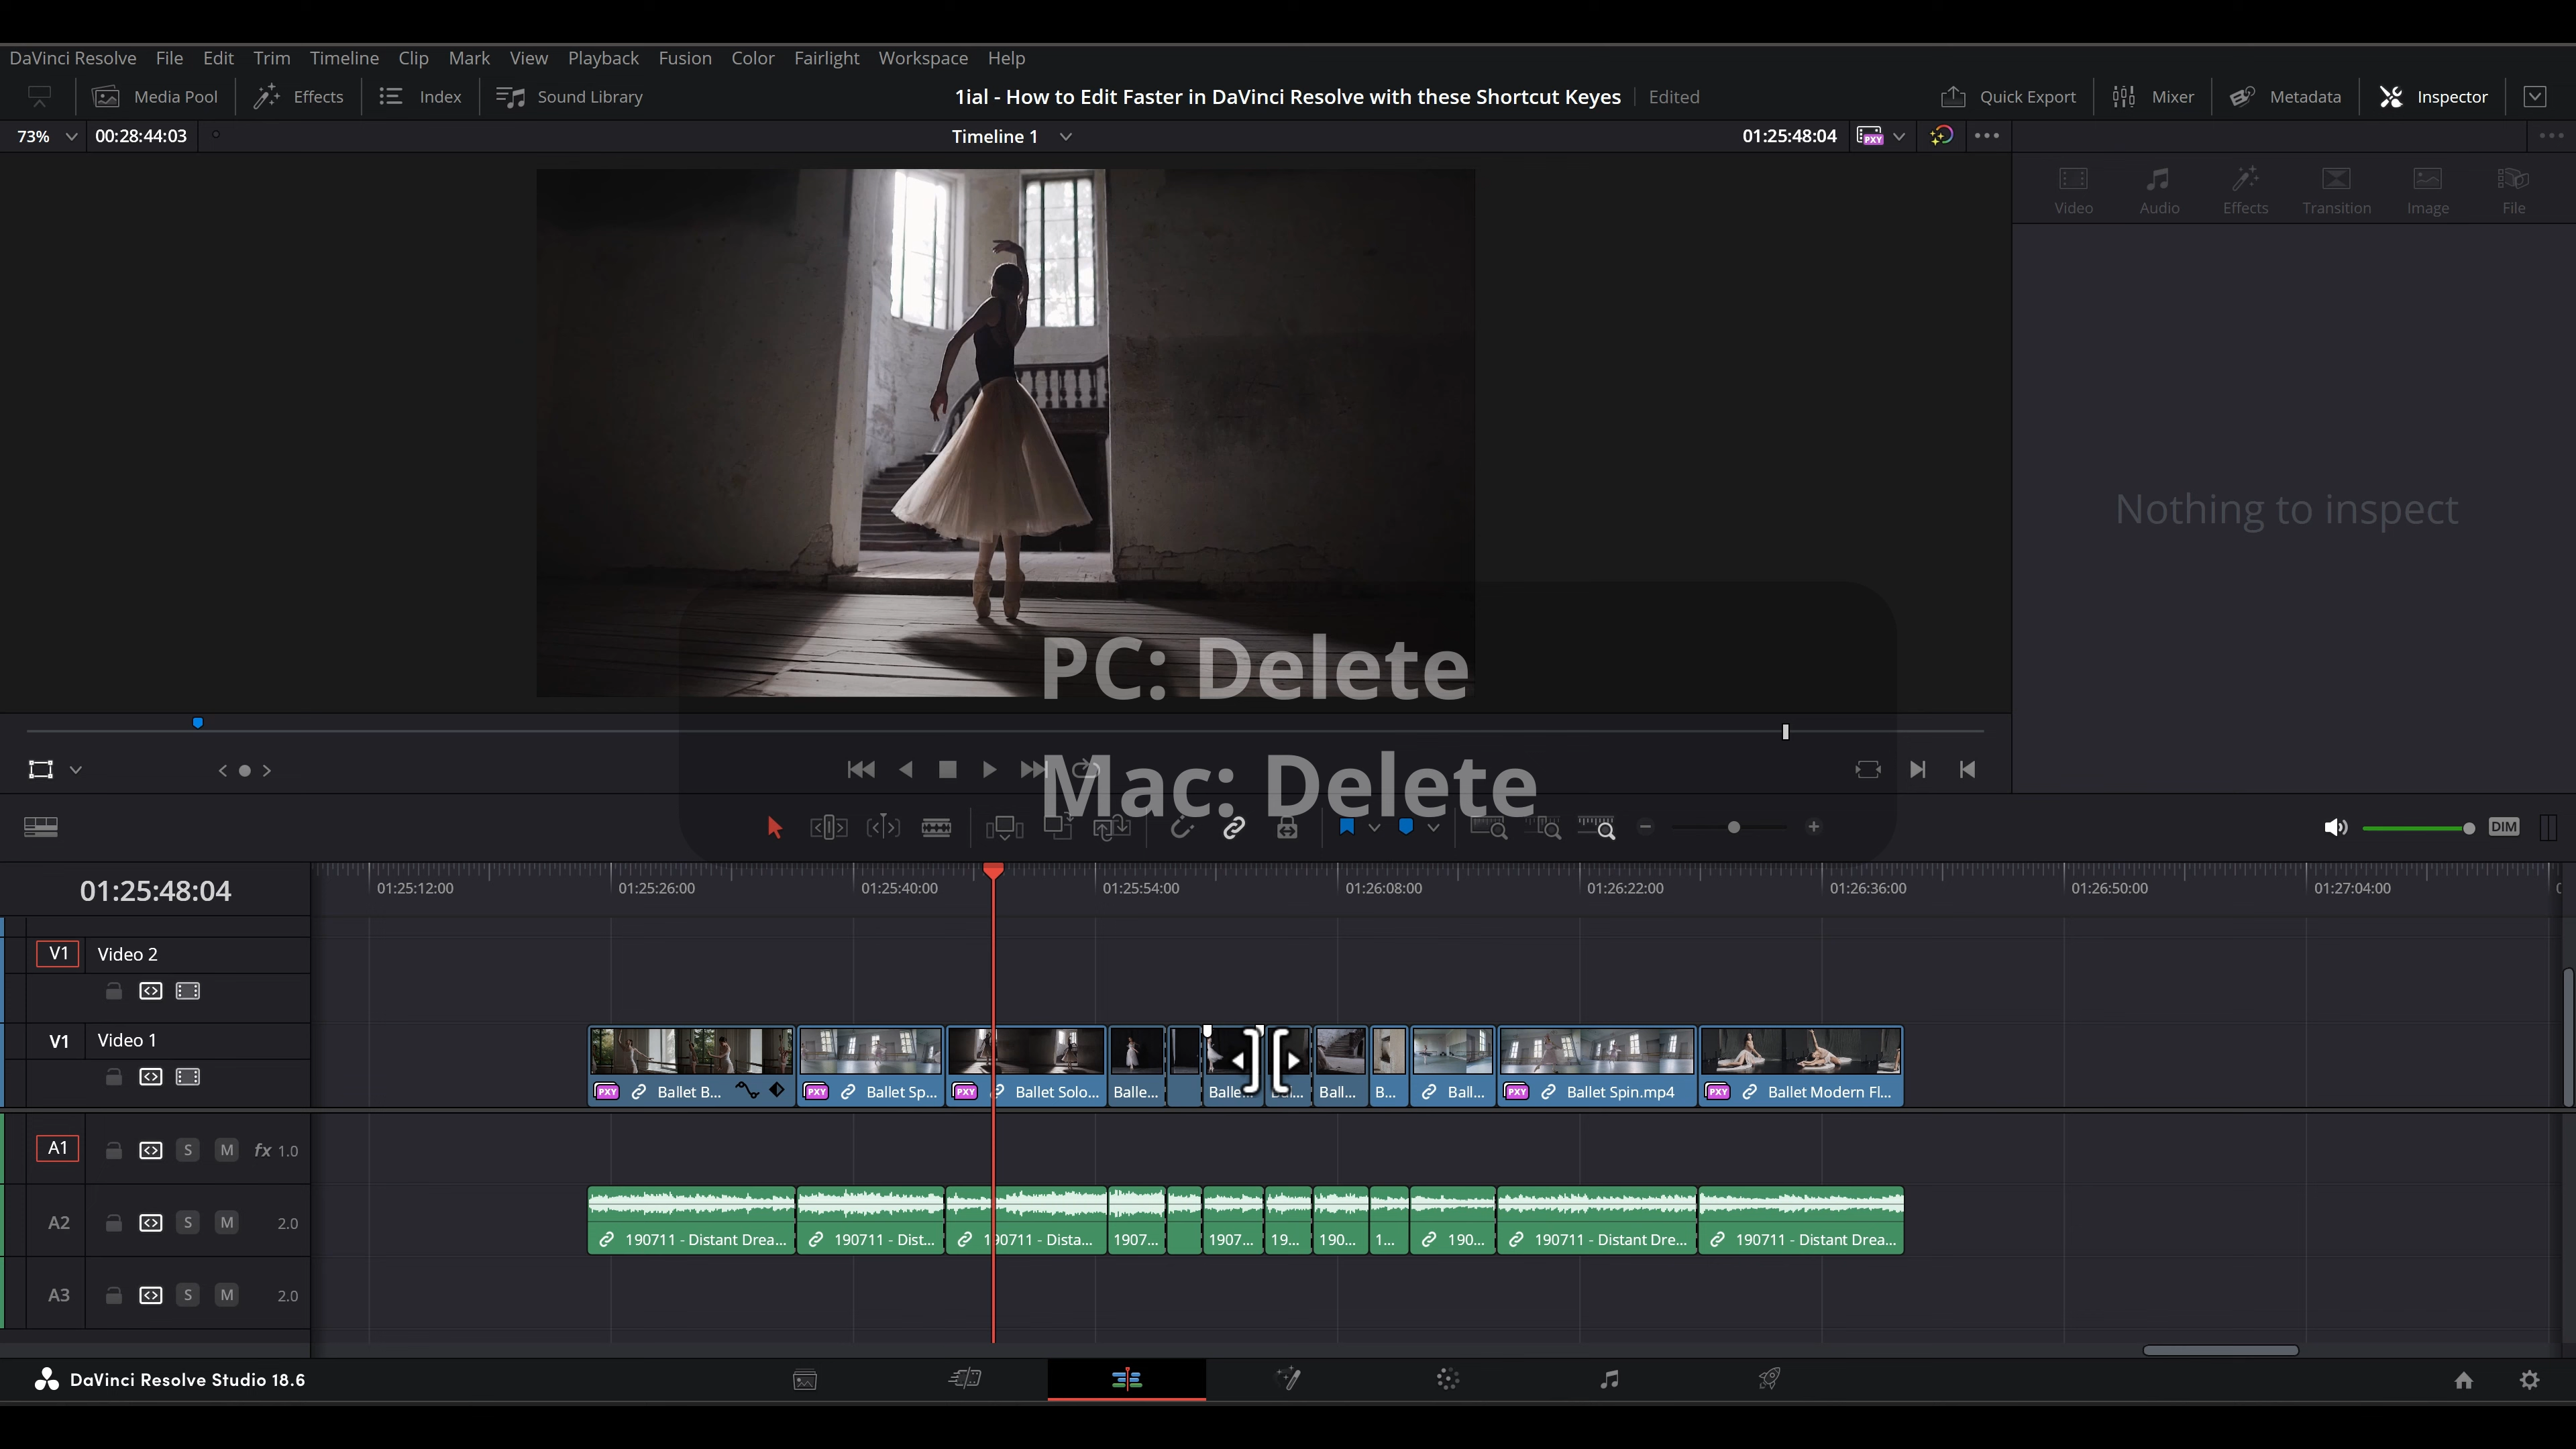 DaVinci Resolve File Edit Trim Timeline Clip Mark View Playback Fusion Color Fairlight Workspace Help
Media Pool Effects Index Sound Library 1ial - How to Edit Faster in DaVinci Resolve with these Shortcut Keyes Edited Quick Export Mixer Metadata Inspector
73% 00:28:44:03 Timeline 1 01:25:48:04 PXY
Video Audio Effects Transition Image File
Nothing to inspect
PC: Delete
Mac: Delete
DIM
01:25:48:04 01:25:12:00 01:25:26:00 01:25:40:00 01:25:54:00 01:26:08:00 01:26:22:00 01:26:36:00 01:26:50:00 01:27:04:00
V1 Video 2
V1 Video 1
PXY Ballet B... PXY Ballet Sp... PXY Ballet Solo... Balle... Balle... Ball... B... Ball... PXY Ballet Spin.mp4 PXY Ballet Modern Fl...
A1 S M fx 1.0
A2 S M 2.0
190711 - Distant Drea... 190711 - Dist... 190711 - Dista... 1907... 1907... 19... 190... 1... 190... 190711 - Distant Dre... 190711 - Distant Drea...
A3 S M 2.0
DaVinci Resolve Studio 18.6